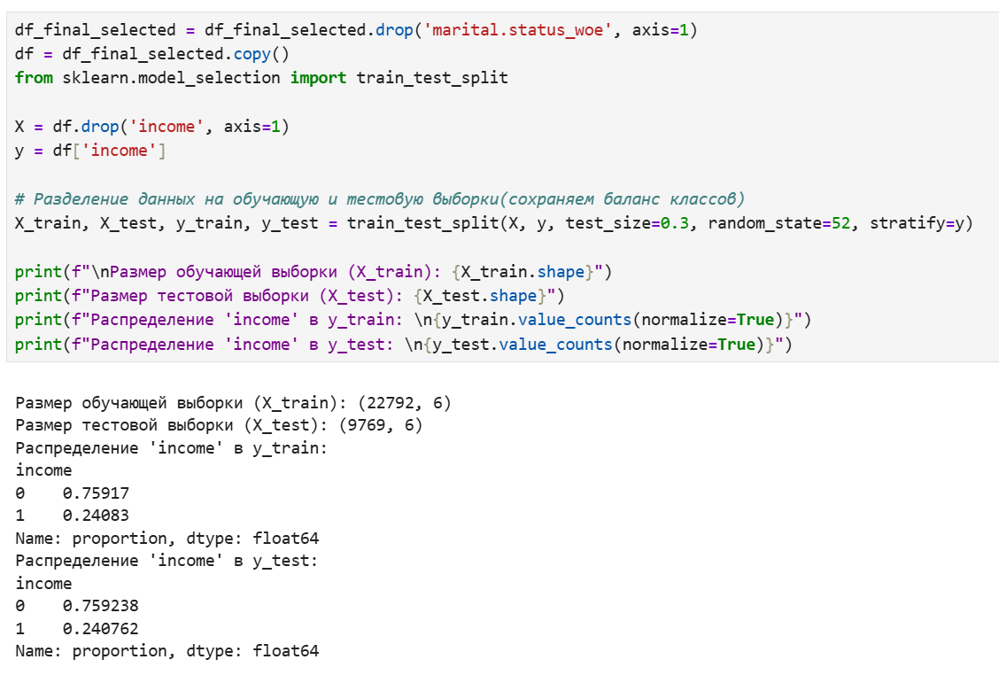 df_final_selected = df_final_selected.drop('marital.status_woe', axis=1)
df = df_final_selected.copy()
from sklearn.model_selection import train_test_split
X = df.drop('income', axis=1)
y = df['income']
# Разделение данных на обучающую и тестовую выборки(сохраняем баланс классов)
X_train, X_test, y_train, y_test = train_test_split(X, y, test_size=0.3, random_state=52, stratify=y)
print(f"\nРазмер обучающей выборки (X_train): {X_train.shape}")
print(f"Размер тестовой выборки (X_test): {X_test.shape}")
print(f"Распределение 'income' в y_train: \n{y_train.value_counts(normalize=True)}")
print(f"Распределение 'income' в y_test: \n{y_test.value_counts(normalize=True)}")
Размер обучающей выборки (X_train): (22792, 6)
Размер тестовой выборки (X_test): (9769, 6)
Распределение 'income' в y_train:
income
0    0.75917
1    0.24083
Name: proportion, dtype: float64
Распределение 'income' в y_test:
income
0    0.759238
1    0.240762
Name: proportion, dtype: float64